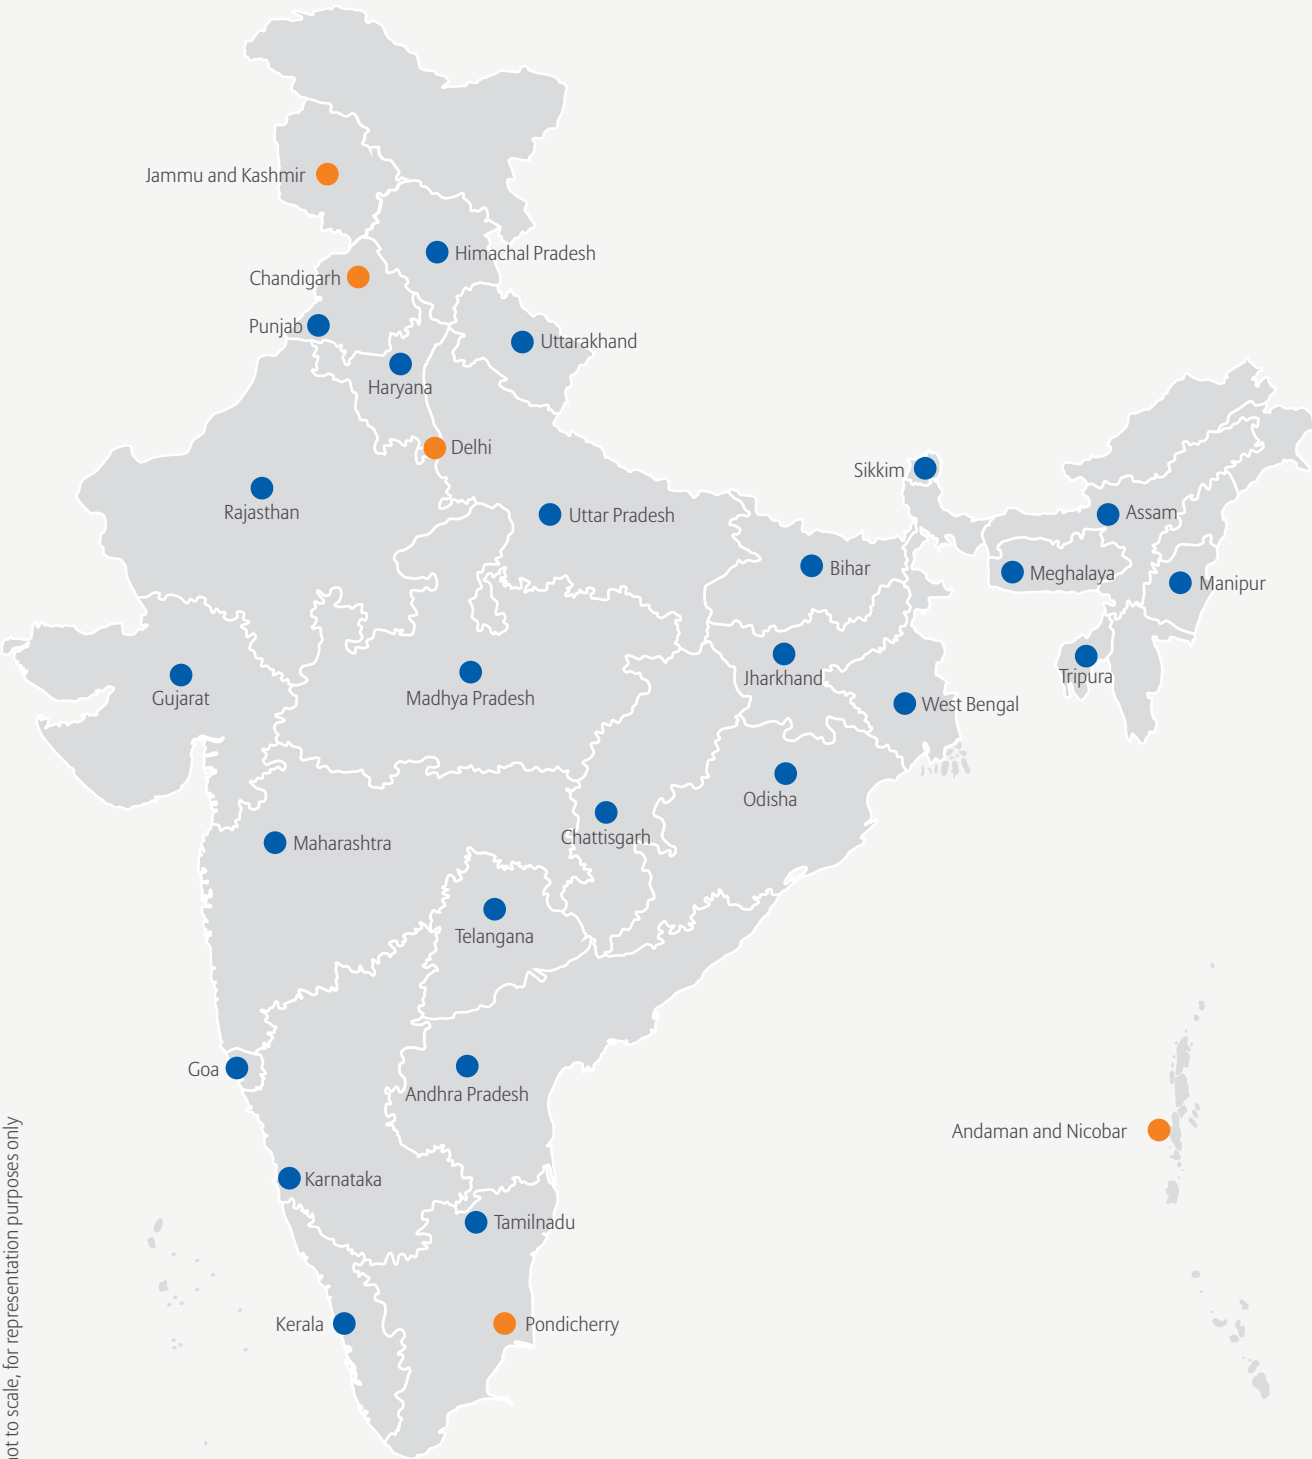 Jammu and Kashmir
Himachal Pradesh
Chandigarh
Punjab
Uttarakhand
Haryana
Delhi
Sikkim
Rajasthan
Uttar Pradesh
Assam
Bihar
Meghalaya
Manipur
Gujarat
Madhya Pradesh
Jharkhand
Tripura
West Bengal
Odisha
Maharashtra
Chattisgarh
Telangana
Goa
Andhra Pradesh
Andaman and Nicobar
Karnataka
Tamilnadu
Kerala
Pondicherry
to scale, for representation purposes only